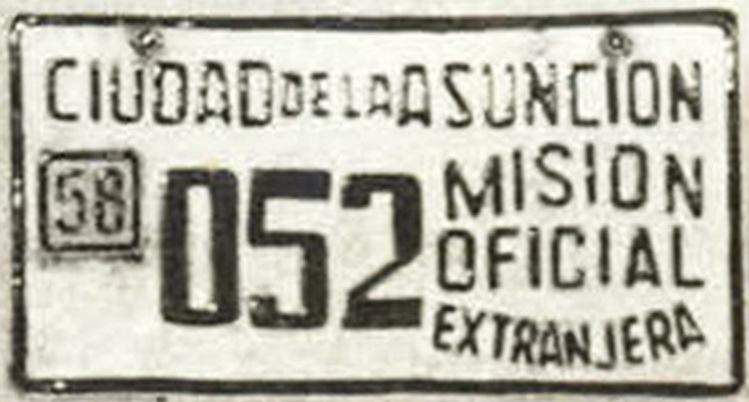 CIUDAD DE LA ASUNCION
58 052 MISION
OFICIAL
EXTRANJERA